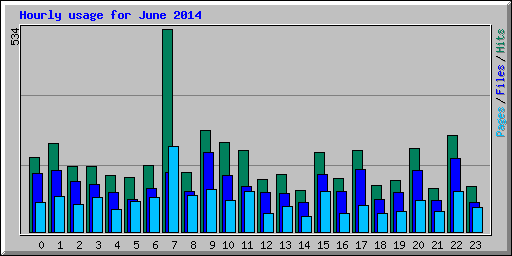 Hourly usage for June 2014
534
Pages / Files / Hits
0 1 2 3 4 5 6 7 8 9 10 11 12 13 14 15 16 17 18 19 20 21 22 23